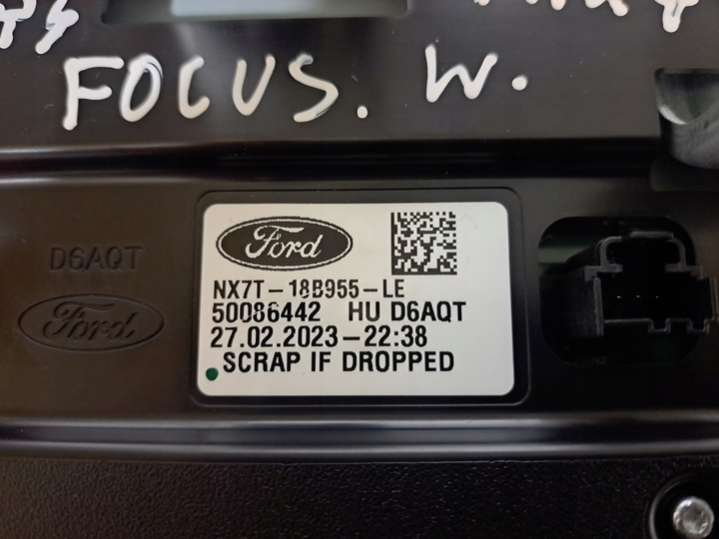 FOCUS. W.
D6AQT
Ford
Ford
NX7T-18B955-LE
50086442 HU D6AQT
27.02.2023-22:38
SCRAP IF DROPPED